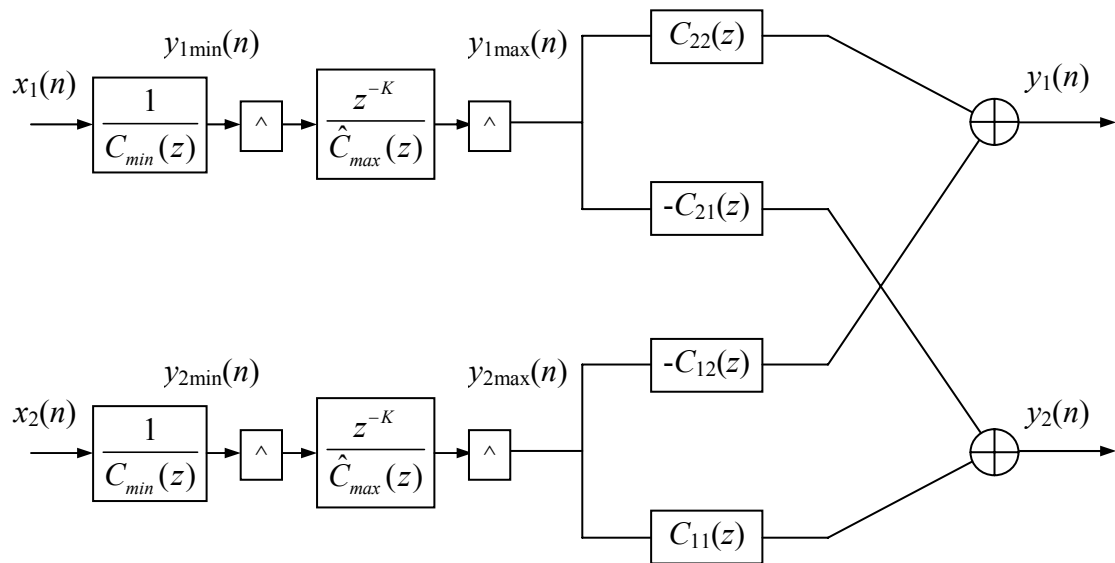 y1min(n)
y1max(n)
C22(z)
x1(n)
y1(n)
1
Cmin(z)
^
z^-K
Ĉmax(z)
^
-C21(z)
y2min(n)
y2max(n)
-C12(z)
x2(n)
y2(n)
1
Cmin(z)
^
z^-K
Ĉmax(z)
^
C11(z)